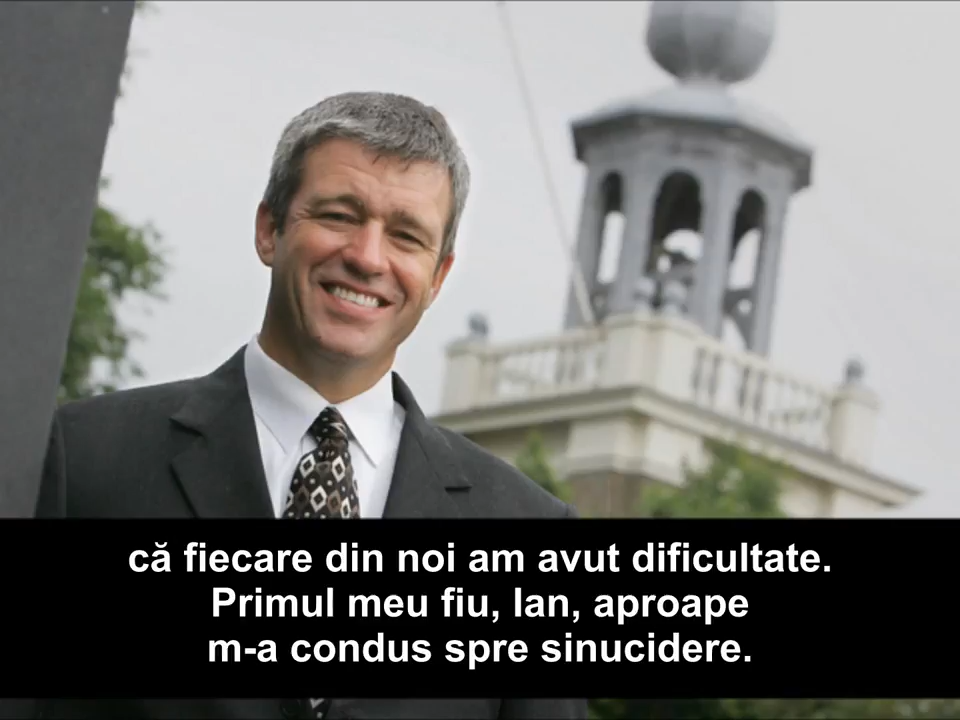 că fiecare din noi am avut dificultate.
Primul meu fiu, Ian, aproape
m-a condus spre sinucidere.